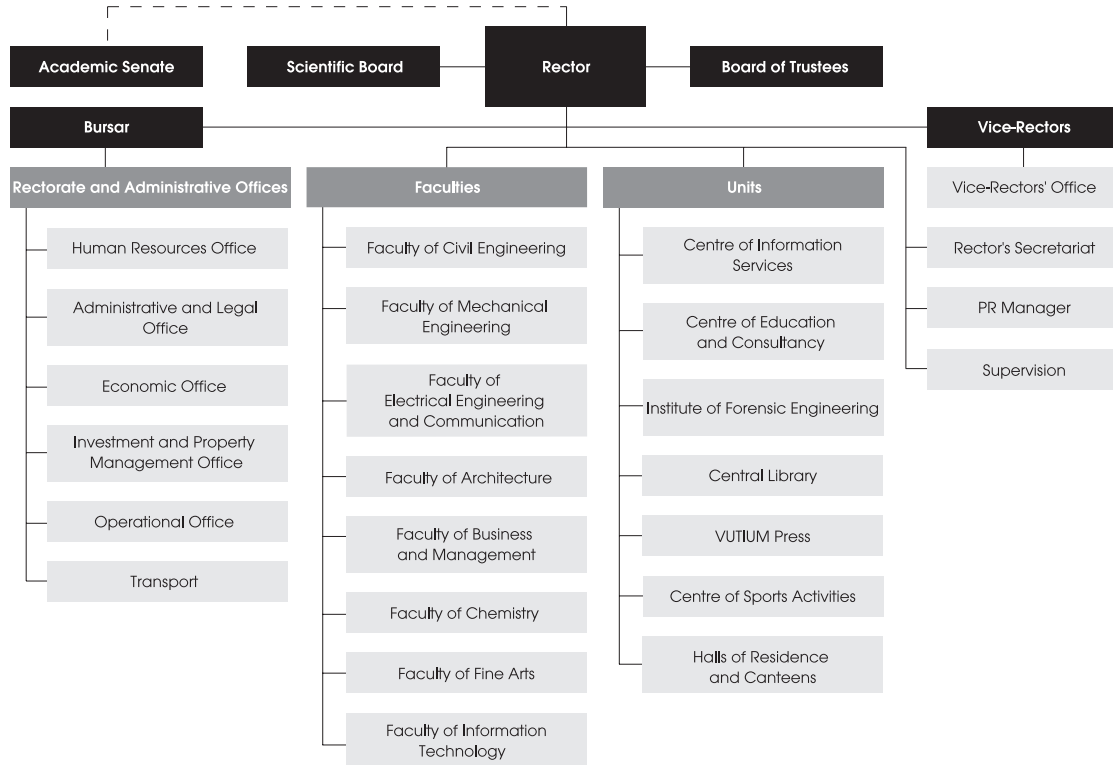 Academic Senate
Scientific Board
Rector
Board of Trustees
Bursar
Vice-Rectors
Rectorate and Administrative Offices
Human Resources Office
Administrative and Legal
Office
Economic Office
Investment and Property
Management Office
Operational Office
Transport
Faculties
Faculty of Civil Engineering
Faculty of Mechanical
Engineering
Faculty of
Electrical Engineering
and Communication
Faculty of Architecture
Faculty of Business
and Management
Faculty of Chemistry
Faculty of Fine Arts
Faculty of Information
Technology
Units
Centre of Information
Services
Centre of Education
and Consultancy
Institute of Forensic Engineering
Central Library
VUTIUM Press
Centre of Sports Activities
Halls of Residence
and Canteens
Vice-Rectors' Office
Rector's Secretariat
PR Manager
Supervision